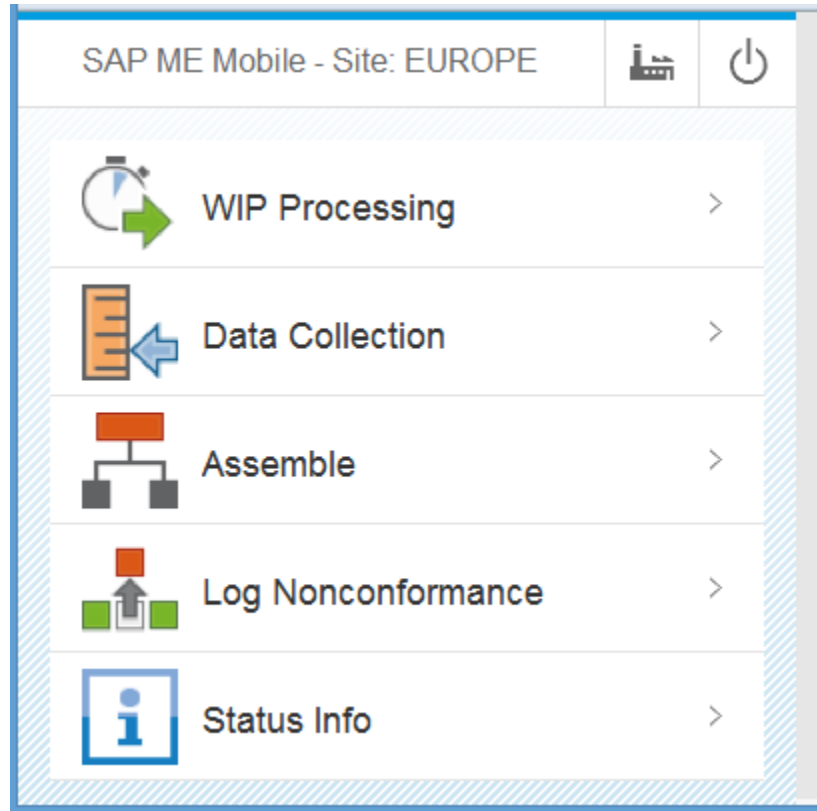 SAP ME Mobile - Site: EUROPE
WIP Processing
Data Collection
Assemble
Log Nonconformance
Status Info